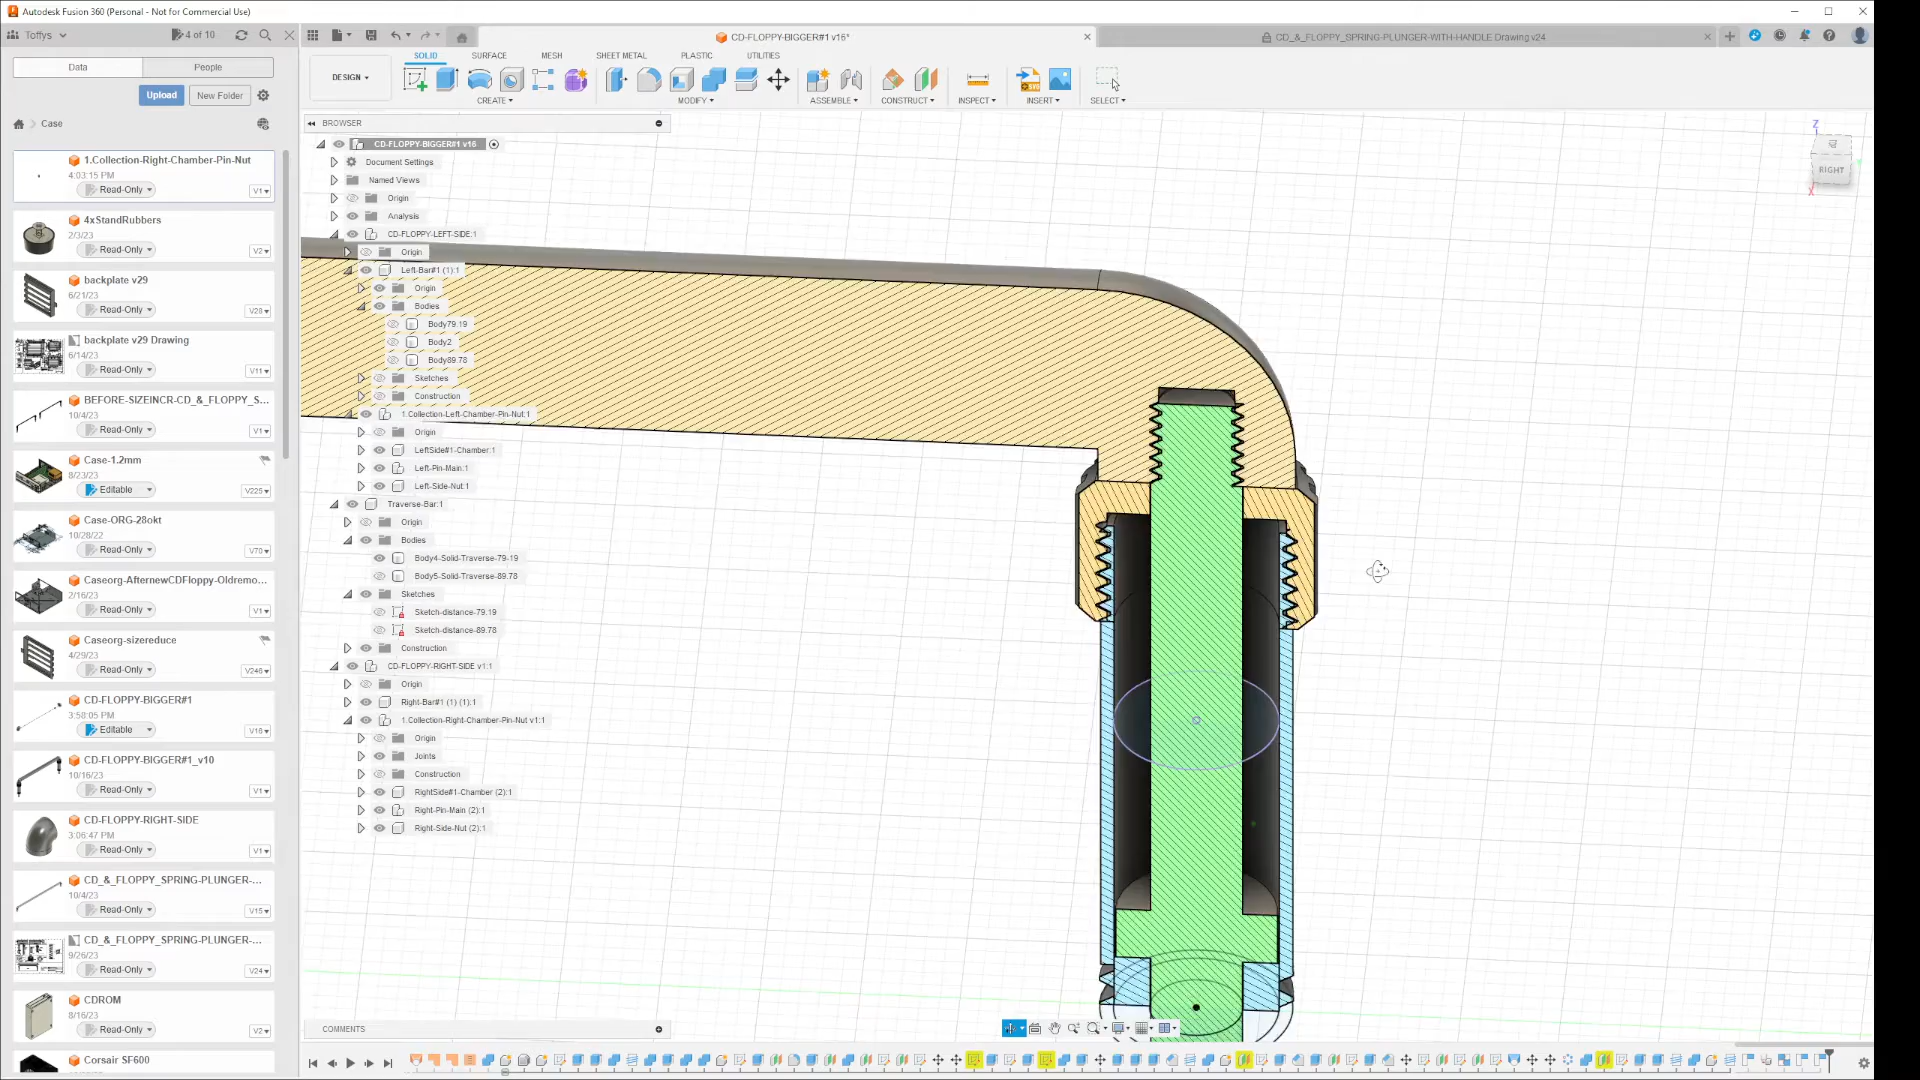 Autodesk Fusion 360 (Personal - Not for Commercial Use)
Toffys
4 of 10
CD-FLOPPY-BIGGER#1 v16*
CD_&_FLOPPY_SPRING-PLUNGER-WITH-HANDLE Drawing v24
Data
People
Upload
New Folder
Case
1.Collection-Right-Chamber-Pin-Nut
4:03:15 PM
Read-Only
V1
4xStandRubbers
2/3/23
Read-Only
V2
backplate v29
6/21/23
Read-Only
V29
backplate v29 Drawing
6/14/23
Read-Only
V11
BEFORE-SIZEINCR-CD_&_FLOPPY_S...
10/4/23
Read-Only
V1
Case-1.2mm
8/23/23
Editable
V225
Case-ORG-28okt
10/28/22
Read-Only
V70
Caseorg-AfternewCDFloppy-Oldremo...
2/16/23
Read-Only
V1
Caseorg-sizereduce
4/29/23
Read-Only
V246
CD-FLOPPY-BIGGER#1
3:58:05 PM
Editable
V16
CD-FLOPPY-BIGGER#1_v10
10/16/23
Read-Only
V1
CD-FLOPPY-RIGHT-SIDE
3:06:47 PM
Read-Only
V1
CD_&_FLOPPY_SPRING-PLUNGER-...
10/4/23
Read-Only
V15
CD_&_FLOPPY_SPRING-PLUNGER-...
9/26/23
Read-Only
V24
CDROM
8/16/23
Read-Only
V2
Corsair SF600
DESIGN
SOLID
SURFACE
MESH
SHEET METAL
PLASTIC
UTILITIES
CREATE
MODIFY
ASSEMBLE
CONSTRUCT
INSPECT
INSERT
SELECT
BROWSER
CD-FLOPPY-BIGGER#1 v16
Document Settings
Named Views
Origin
Analysis
CD-FLOPPY-LEFT-SIDE:1
Origin
Left-Bar#1 (1):1
Origin
Bodies
Body79.19
Body2
Body89.78
Sketches
Construction
1.Collection-Left-Chamber-Pin-Nut:1
Origin
LeftSide#1-Chamber:1
Left-Pin-Main:1
Left-Side-Nut:1
Traverse-Bar:1
Origin
Bodies
Body4-Solid-Traverse-79-19
Body5-Solid-Traverse-89.78
Sketches
Sketch-distance-79.19
Sketch-distance-89.78
Construction
CD-FLOPPY-RIGHT-SIDE v1:1
Origin
Right-Bar#1 (1) (1):1
1.Collection-Right-Chamber-Pin-Nut v1:1
Origin
Joints
Construction
RightSide#1-Chamber (2):1
Right-Pin-Main (2):1
Right-Side-Nut (2):1
COMMENTS
Z
RIGHT
X